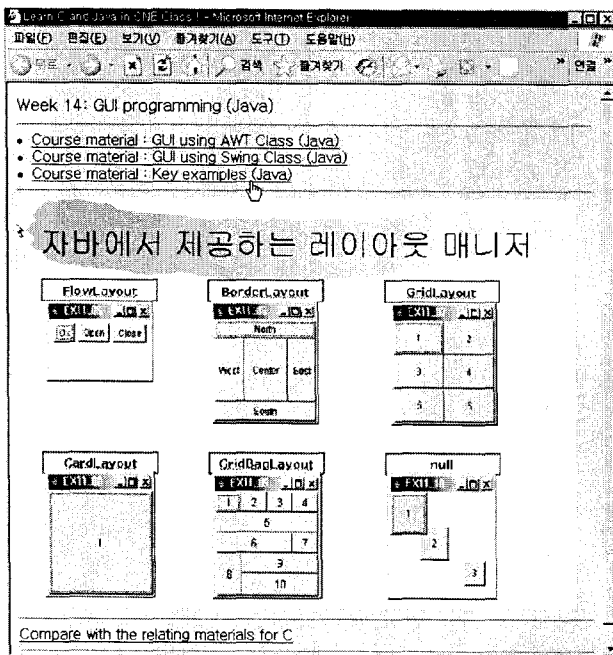 Learn C and Java in ONE Class ! - Microsoft Internet Explorer
파일(F) 편집(E) 보기(V) 즐겨찾기(A) 도구(T) 도움말(H)
뒤로 검색 즐겨찾기 » 연결 »
Week 14: GUI programming (Java)
• Course material : GUI using AWT Class (Java)
• Course material : GUI using Swing Class (Java)
• Course material : Key examples (Java)
자바에서 제공하는 레이아웃 매니저
FlowLayout BorderLayout GridLayout
Open Close
North
West Center East
South
1 2
3 4
5
CardLayout GridBagLayout null
1
1 2 3 4
5
6 7
8 9
10
1
2
3
Compare with the relating materials for C